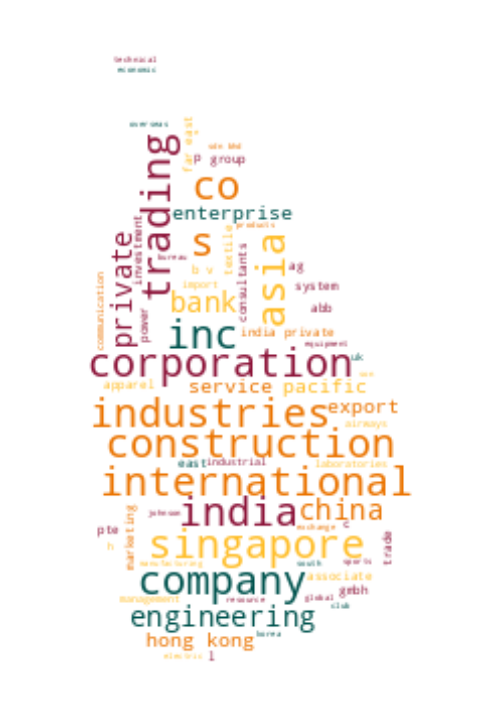 technical
economic
overseas
far east
sdn bhd
p group
trading
co
enterprise
products
investment
private
s
textile
asia
bureau
consultants
b v
ag
communication
import
system
bank
power
abb
inc
india private
equipment
corporation
uk
apparel
service
pacific
industries
export
airways
construction
east
industrial
laboratories
international
india
china
johnson
exchange
c
pte
marketing
h
singapore
trade
manufacturing
south
sports
company
associate
gmbh
management
resource
global
club
engineering
korea
hong kong
electric
l